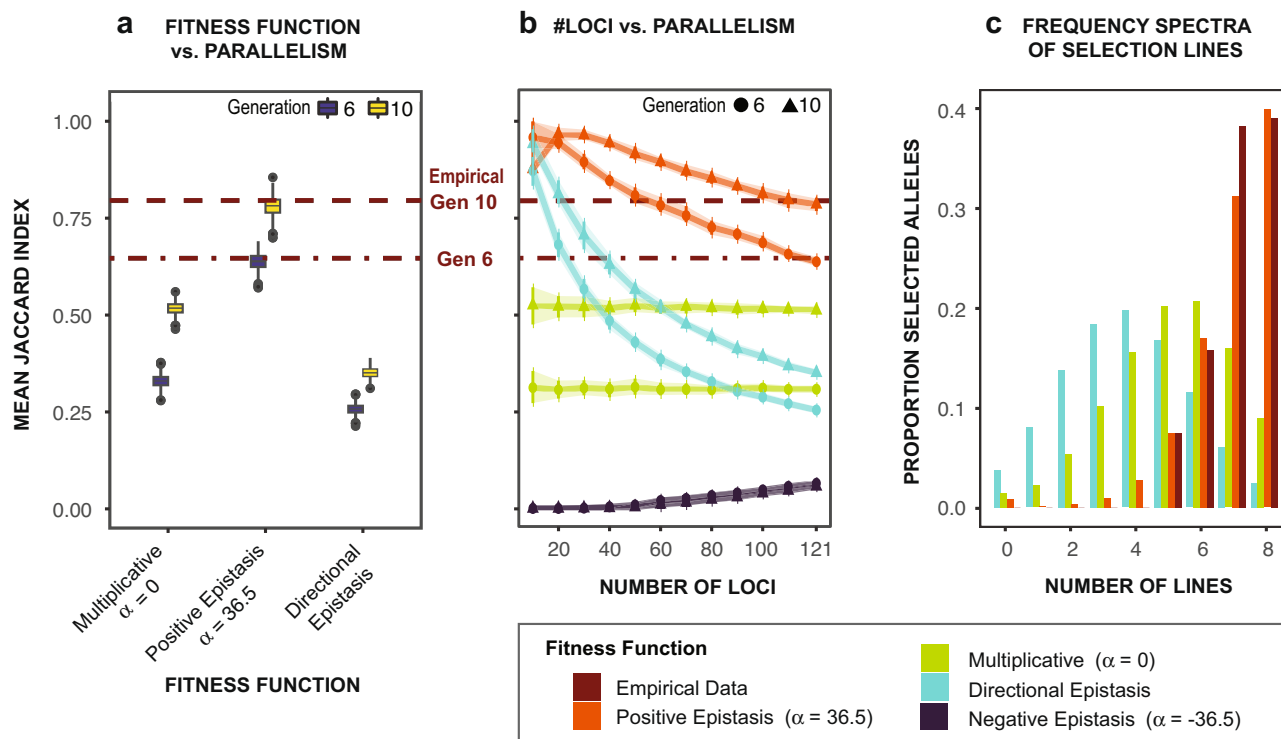 a FITNESS FUNCTION
vs. PARALLELISM
Generation 6 10
MEAN JACCARD INDEX
1.00
0.75
0.50
0.25
0.00
Multiplicative
α = 0
Positive Epistasis
α = 36.5
Directional
Epistasis
FITNESS FUNCTION
Empirical
Gen 10
Gen 6
b #LOCI vs. PARALLELISM
Generation 6 10
20 40 60 80 100 121
NUMBER OF LOCI
c FREQUENCY SPECTRA
OF SELECTION LINES
PROPORTION SELECTED ALLELES
0.4
0.3
0.2
0.1
0.0
0 2 4 6 8
NUMBER OF LINES
Fitness Function
Empirical Data
Positive Epistasis (α = 36.5)
Multiplicative (α = 0)
Directional Epistasis
Negative Epistasis (α = -36.5)